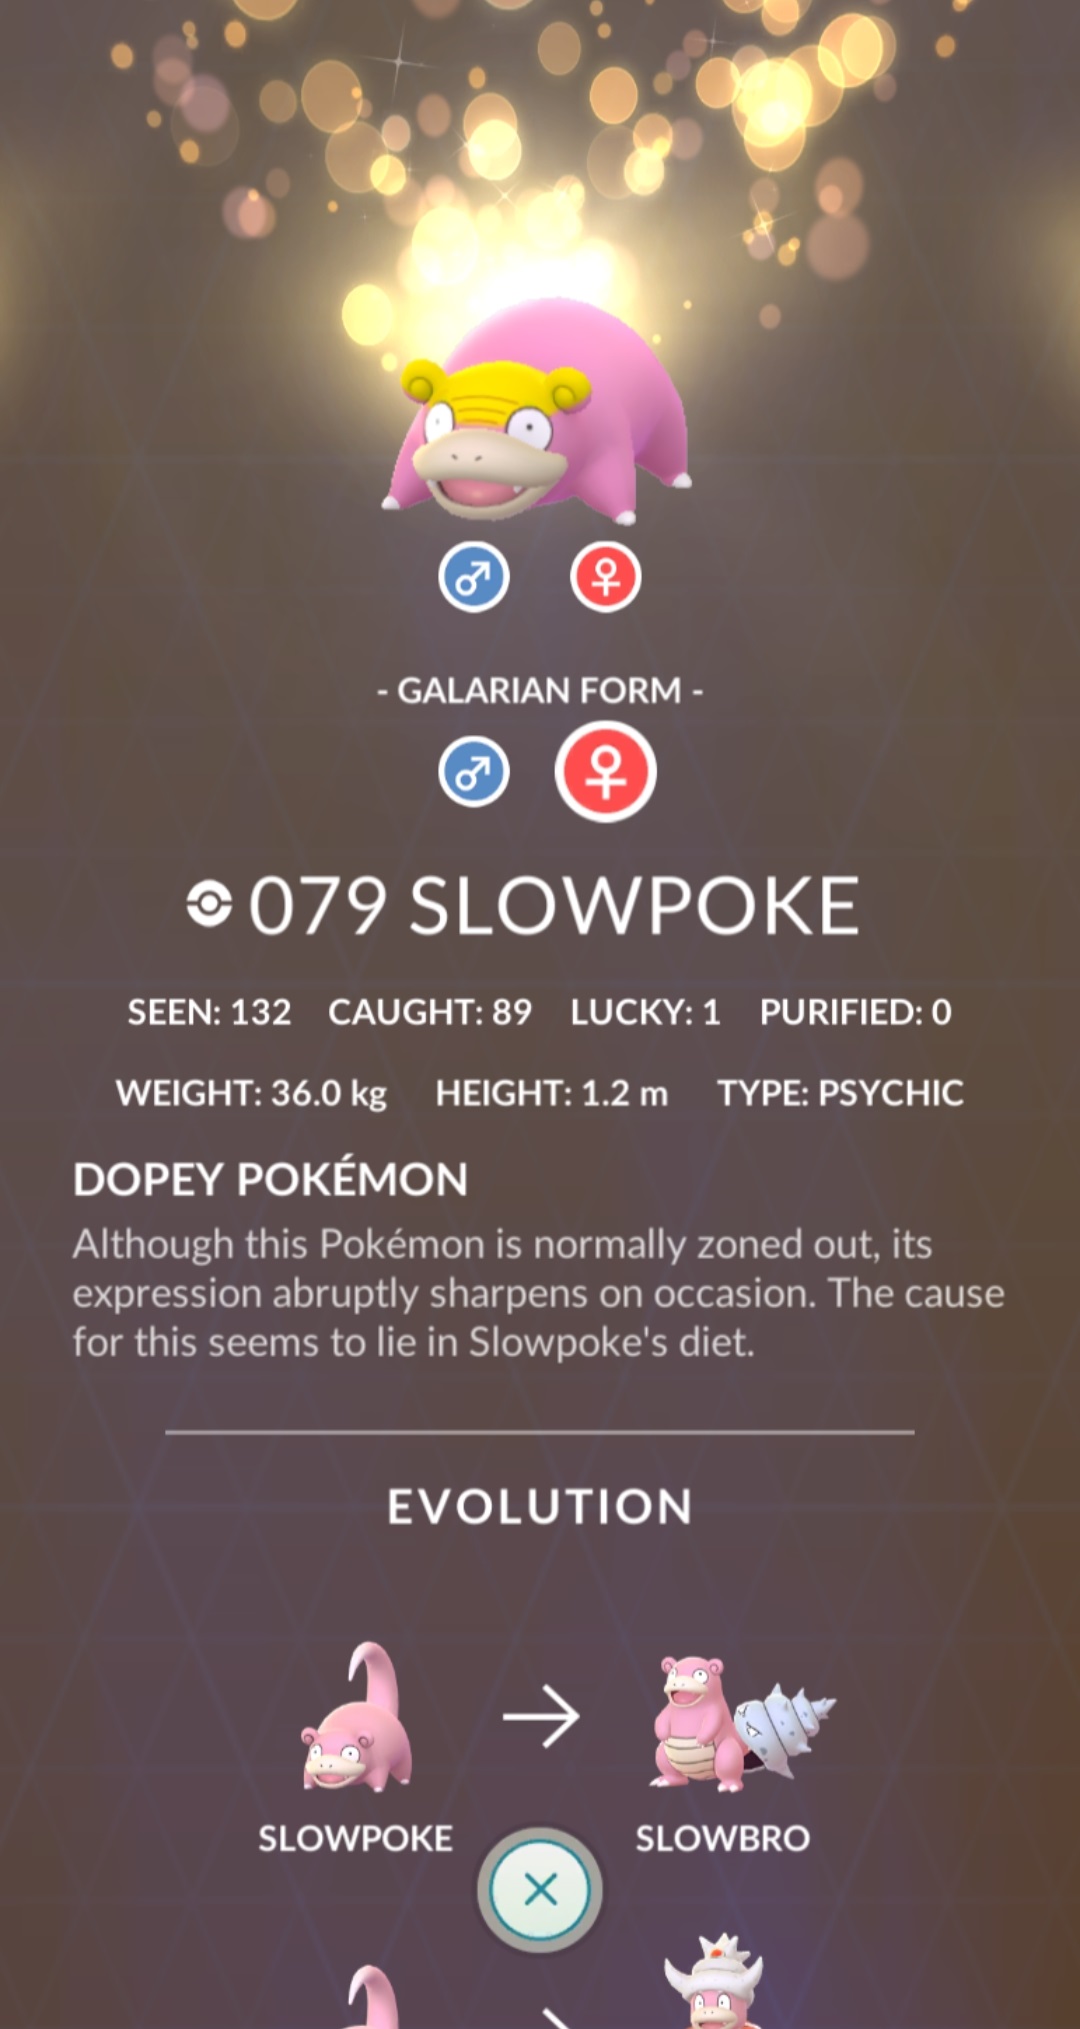 - GALARIAN FORM -
079 SLOWPOKE
SEEN: 132 CAUGHT: 89 LUCKY: 1 PURIFIED: 0
WEIGHT: 36.0 kg HEIGHT: 1.2 m TYPE: PSYCHIC
DOPEY POKÉMON
Although this Pokémon is normally zoned out, its
expression abruptly sharpens on occasion. The cause
for this seems to lie in Slowpoke's diet.
EVOLUTION
SLOWPOKE SLOWBRO